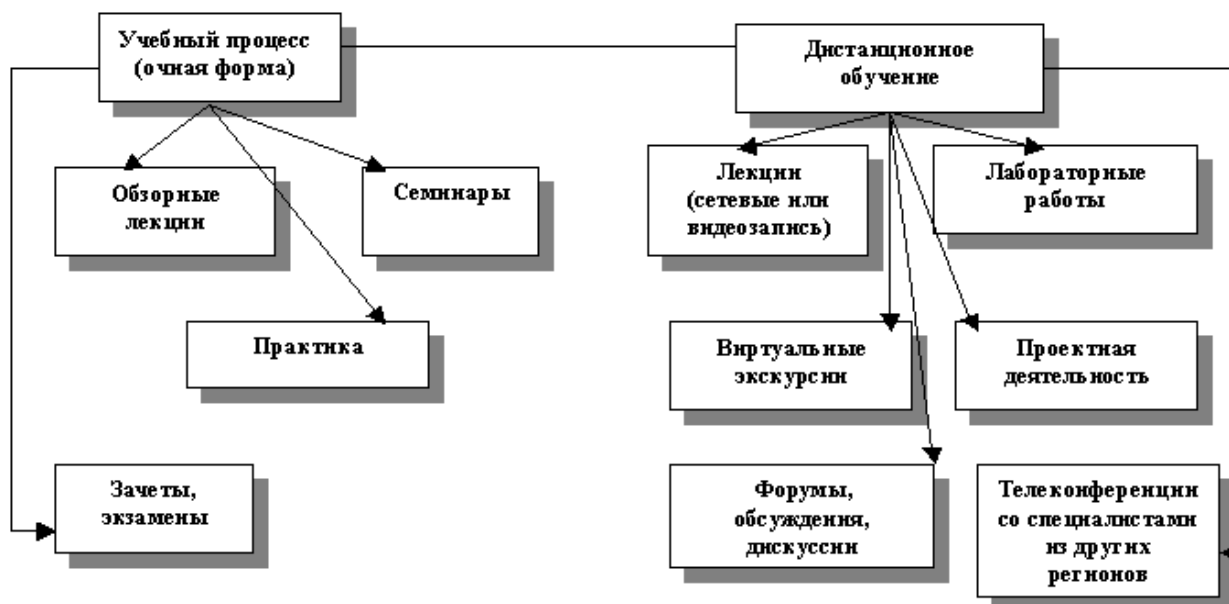 Учебный процесс
(очная форма)
Дистанционное
обучение
Обзорные
лекции
Семинары
Лекции
(сетевые или
видеозапись)
Лабораторные
работы
Практика
Виртуальные
экскурсии
Проектная
деятельность
Зачеты,
экзамены
Форумы,
обсуждения,
дискуссии
Телеконференции
со специалистами
из других
регионов